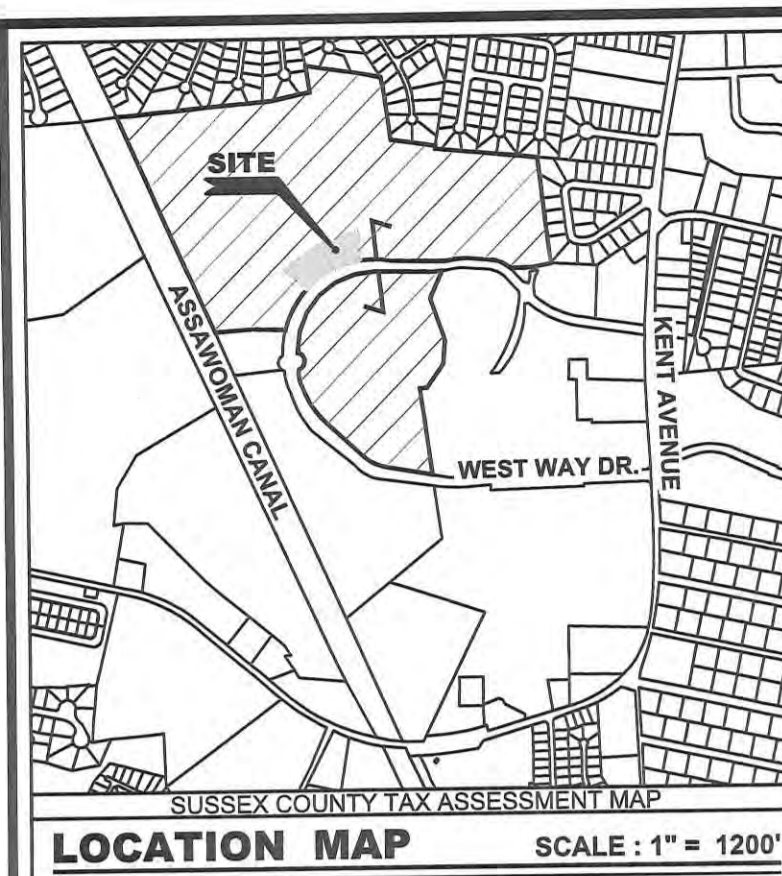 SITE
ASSAWOMAN CANAL
KENT AVENUE
WEST WAY DR.
SUSSEX COUNTY TAX ASSESSMENT MAP
LOCATION MAP
SCALE : 1" = 1200'